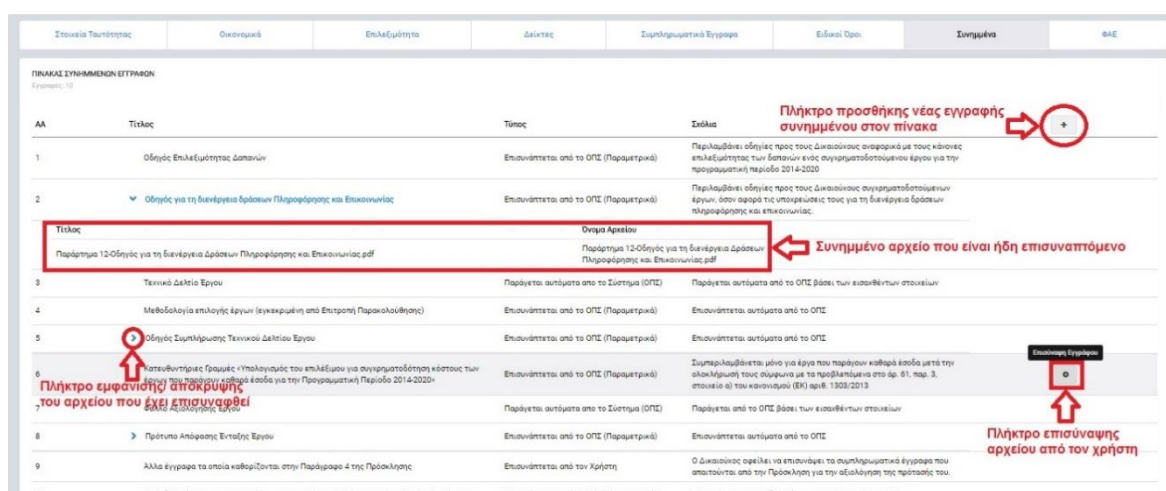 Στοιχεία Ταυτότητας Οικονομικά Επιλεξιμότητα Δείκτες Συμπληρωματικά Έγγραφα Ειδικοί Όροι Συνημμένα ΦΑΕ
ΠΙΝΑΚΑΣ ΣΥΝΗΜΜΕΝΩΝ ΕΓΓΡΑΦΩΝ
Εγγραφές: 10
Πλήκτρο προσθήκης νέας εγγραφής
συνημμένου στον πίνακα
ΑΑ Τίτλος Τύπος Σχόλια +
1 Οδηγός Επιλεξιμότητας Δαπανών Επισυνάπτεται από το ΟΠΣ (Παραμετρικά) Περιλαμβάνει οδηγίες προς τους Δικαιούχους αναφορικά με τους κανόνες
επιλεξιμότητας των δαπανών ενός συγχρηματοδοτούμενου έργου για την
προγραμματική περίοδο 2014-2020
2 Οδηγός για τη διενέργεια δράσεων Πληροφόρησης και Επικοινωνίας Επισυνάπτεται από το ΟΠΣ (Παραμετρικά) Περιλαμβάνει οδηγίες προς τους Δικαιούχους συγχρηματοδοτούμενων
έργων, όσον αφορά τις υποχρεώσεις τους για τη διενέργεια δράσεων
πληροφόρησης και επικοινωνίας.
Τίτλος Όνομα Αρχείου
Παράρτημα 12-Οδηγός για τη διενέργεια Δράσεων Πληροφόρησης και Επικοινωνίας.pdf Παράρτημα 12-Οδηγός για τη διενέργεια Δράσεων
Πληροφόρησης και Επικοινωνίας.pdf
Συνημμένο αρχείο που είναι ήδη επισυναπτόμενο
3 Τεχνικό Δελτίο Έργου Παράγεται αυτόματα απο το Σύστημα (ΟΠΣ) Παράγεται αυτόματα από το ΟΠΣ βάσει των εισαχθέντων στοιχείων
4 Μεθοδολογία επιλογής έργων (εγκεκριμένη από Επιτροπή Παρακολούθησης) Επισυνάπτεται από το ΟΠΣ (Παραμετρικά) Επισυνάπτεται αυτόματα από το ΟΠΣ
5 Οδηγός Συμπλήρωσης Τεχνικού Δελτίου Έργου Επισυνάπτεται από το ΟΠΣ (Παραμετρικά) Επισυνάπτεται αυτόματα από το ΟΠΣ
Επισύναψη Εγγράφου
6 Κατευθυντήριες Γραμμές «Υπολογισμός του επιλέξιμου για συγχρηματοδότηση κόστους των
έργων που παράγουν καθαρά έσοδα για την Προγραμματική Περίοδο 2014-2020» Επισυνάπτεται από το ΟΠΣ (Παραμετρικά) Συμπεριλαμβάνεται μόνο για έργα που παράγουν καθαρά έσοδα μετά την
ολοκλήρωσή τους σύμφωνα με τα προβλεπόμενα στο άρ. 61, παρ. 3,
στοιχείο α) του κανονισμού (ΕΚ) αριθ. 1303/2013
Πλήκτρο εμφάνισης/ απόκρυψης
του αρχείου που έχει επισυναφθεί
7 Φύλλο Αξιολόγησης Έργου Παράγεται αυτόματα απο το Σύστημα (ΟΠΣ) Παράγεται από το ΟΠΣ βάσει των εισαχθέντων στοιχείων
8 Πρότυπο Απόφασης Ένταξης Έργου Επισυνάπτεται από το ΟΠΣ (Παραμετρικά) Επισυνάπτεται αυτόματα από το ΟΠΣ
Πλήκτρο επισύναψης
αρχείου από τον χρήστη
9 Άλλα έγγραφα τα οποία καθορίζονται στην Παράγραφο 4 της Πρόσκλησης Επισυνάπτεται από τον Χρήστη Ο Δικαιούχος οφείλει να επισυνάψει τα συμπληρωματικά έγγραφα που
απαιτούνται από την Πρόσκληση για την αξιολόγηση της πρότασής του.